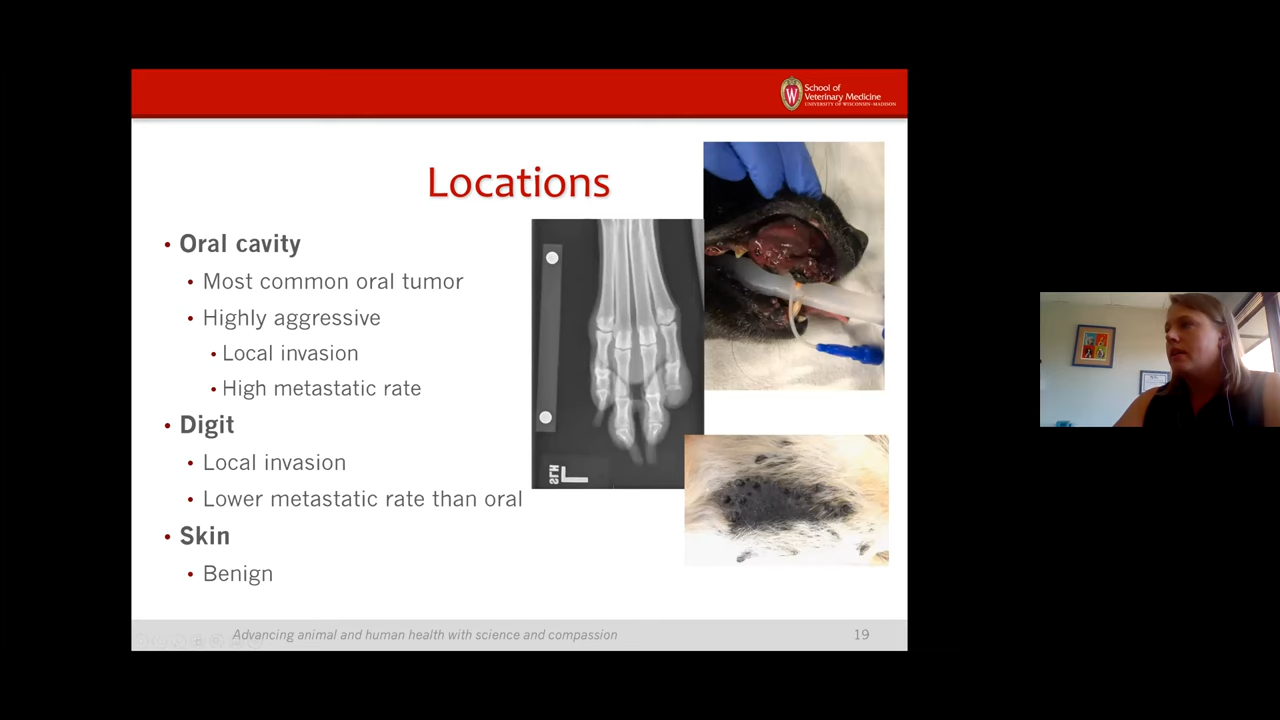 School of
Veterinary Medicine
UNIVERSITY OF WISCONSIN-MADISON
W
Locations
• Oral cavity
• Most common oral tumor
• Highly aggressive
• Local invasion
• High metastatic rate
• Digit
• Local invasion
• Lower metastatic rate than oral
• Skin
• Benign
L
Advancing animal and human health with science and compassion
19